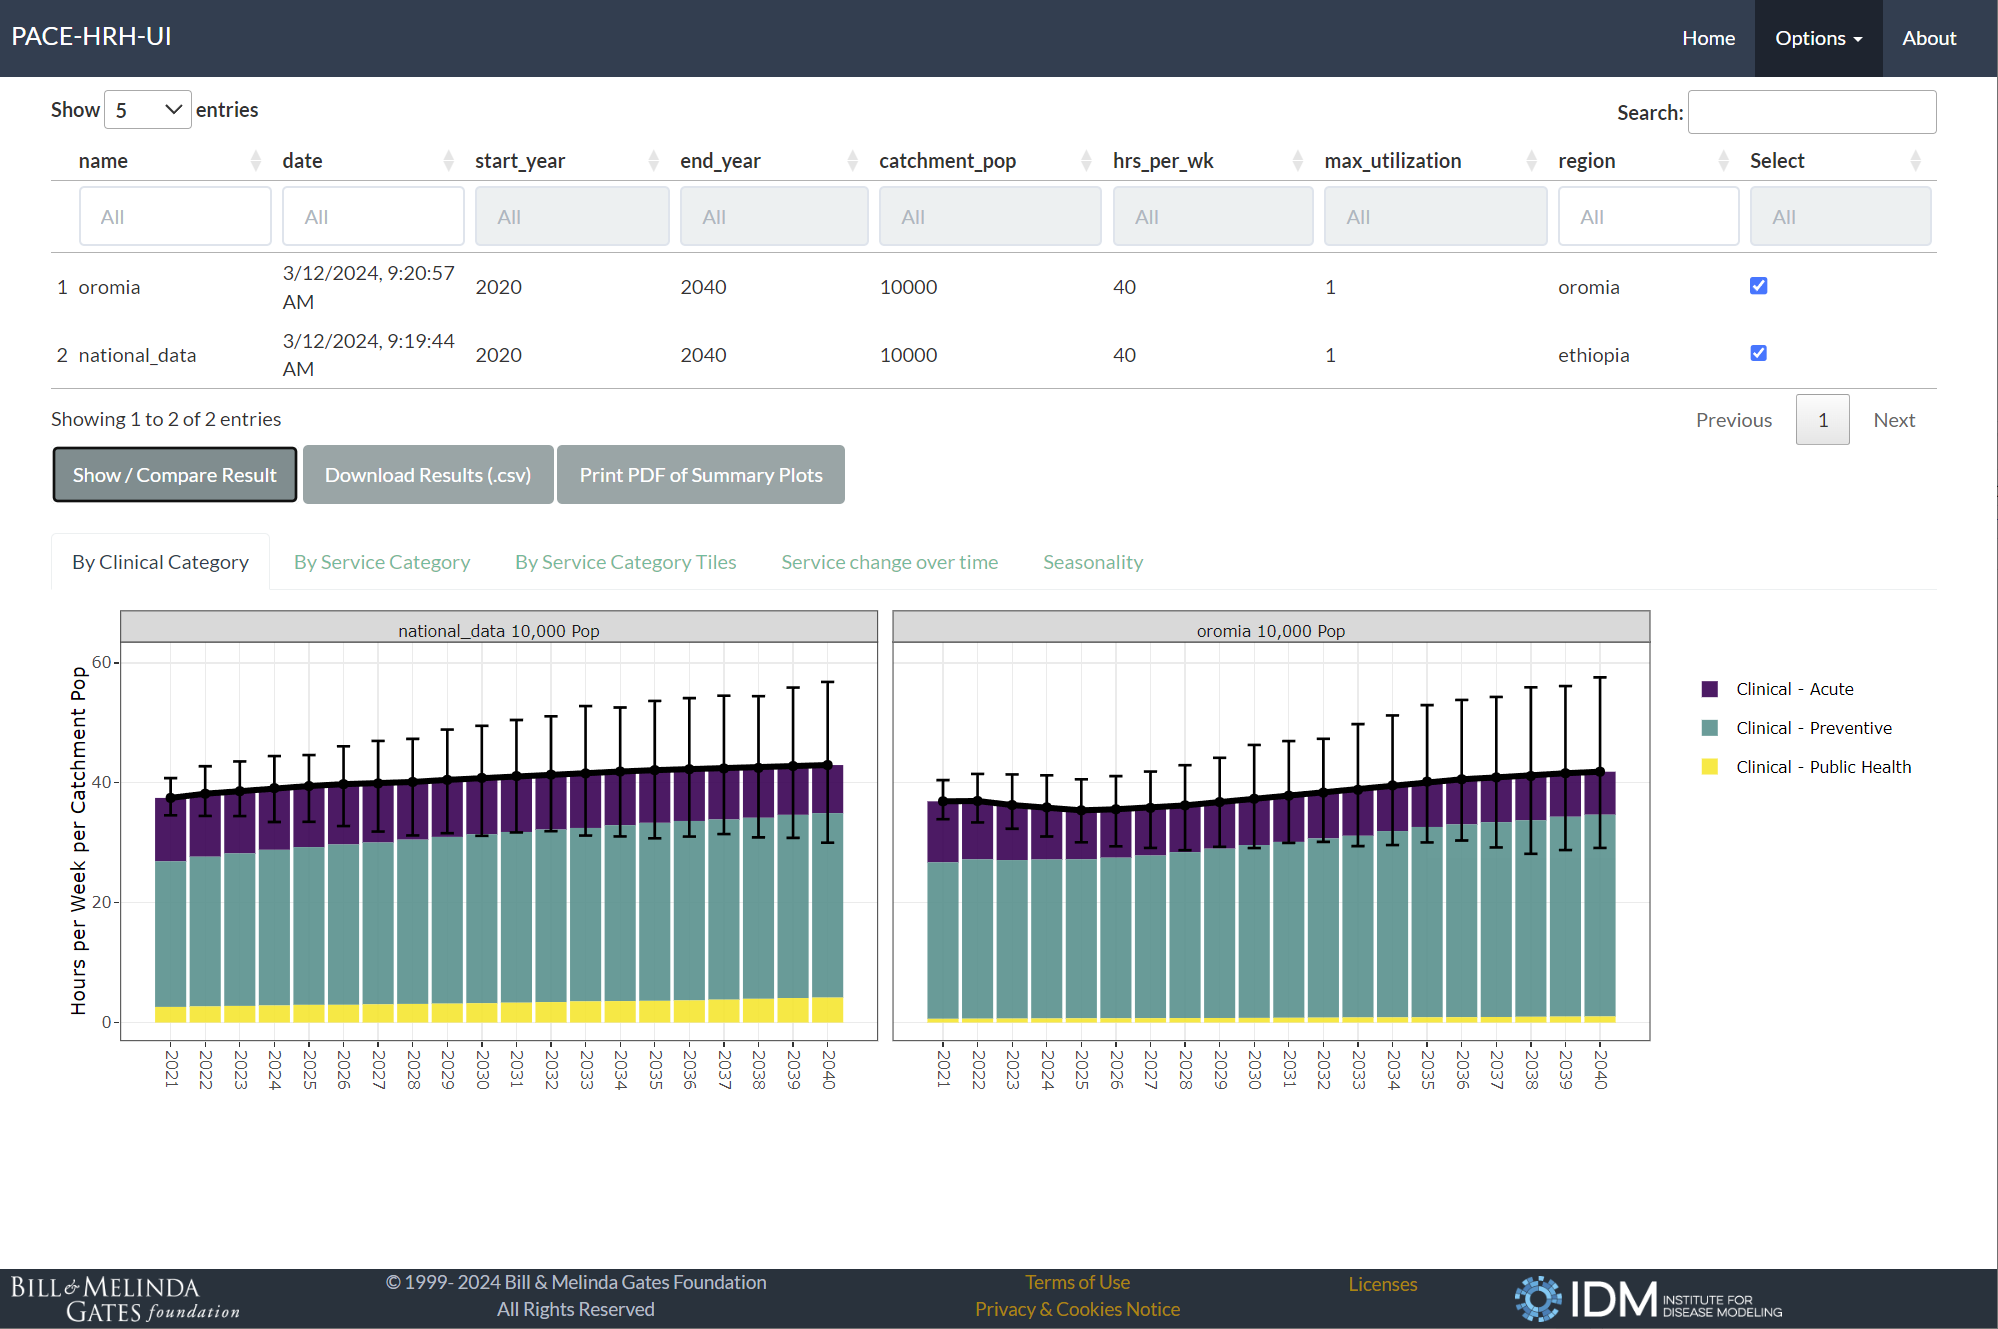 PACE-HRH-UI
Home
Options
About
Show 5 entries
Search:
name date start_year end_year catchment_pop hrs_per_wk max_utilization region Select
All All All All All All All All All
1 oromia 3/12/2024, 9:20:57 AM 2020 2040 10000 40 1 oromia
2 national_data 3/12/2024, 9:19:44 AM 2020 2040 10000 40 1 ethiopia
Showing 1 to 2 of 2 entries
Previous 1 Next
Show / Compare Result
Download Results (.csv)
Print PDF of Summary Plots
By Clinical Category
By Service Category
By Service Category Tiles
Service change over time
Seasonality
national_data 10,000 Pop
oromia 10,000 Pop
Hours per Week per Catchment Pop
60
40
20
0
2021 2022 2023 2024 2025 2026 2027 2028 2029 2030 2031 2032 2033 2034 2035 2036 2037 2038 2039 2040
2021 2022 2023 2024 2025 2026 2027 2028 2029 2030 2031 2032 2033 2034 2035 2036 2037 2038 2039 2040
Clinical - Acute
Clinical - Preventive
Clinical - Public Health
BILL & MELINDA
GATES foundation
© 1999- 2024 Bill & Melinda Gates Foundation
All Rights Reserved
Terms of Use
Privacy & Cookies Notice
Licenses
IDM INSTITUTE FOR
DISEASE MODELING